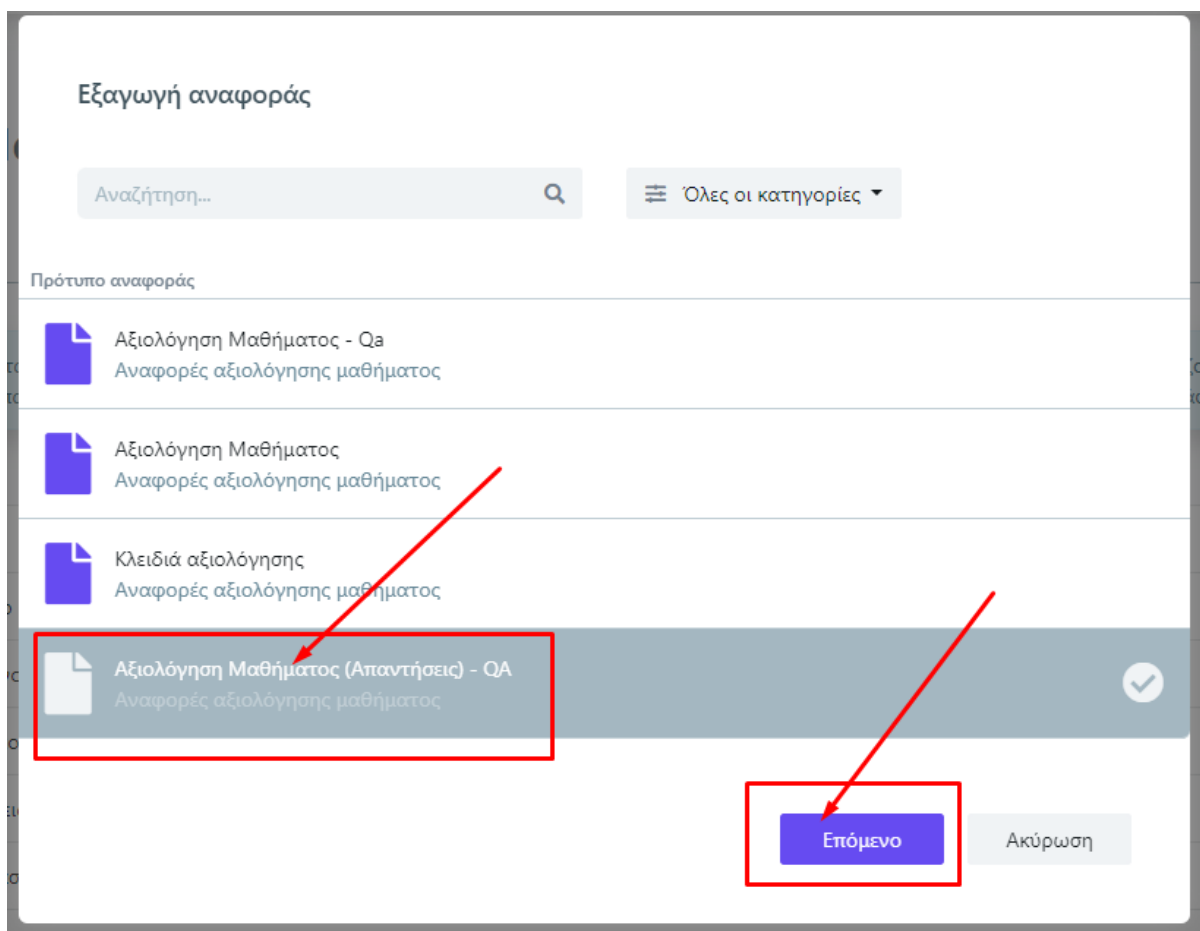 Εξαγωγή αναφοράς
Αναζήτηση...
Όλες οι κατηγορίες
Πρότυπο αναφοράς
Αξιολόγηση Μαθήματος - Qa
Αναφορές αξιολόγησης μαθήματος
Αξιολόγηση Μαθήματος
Αναφορές αξιολόγησης μαθήματος
Κλειδιά αξιολόγησης
Αναφορές αξιολόγησης μαθήματος
Αξιολόγηση Μαθήματος (Απαντήσεις) - QA
Αναφορές αξιολόγησης μαθήματος
Επόμενο Ακύρωση